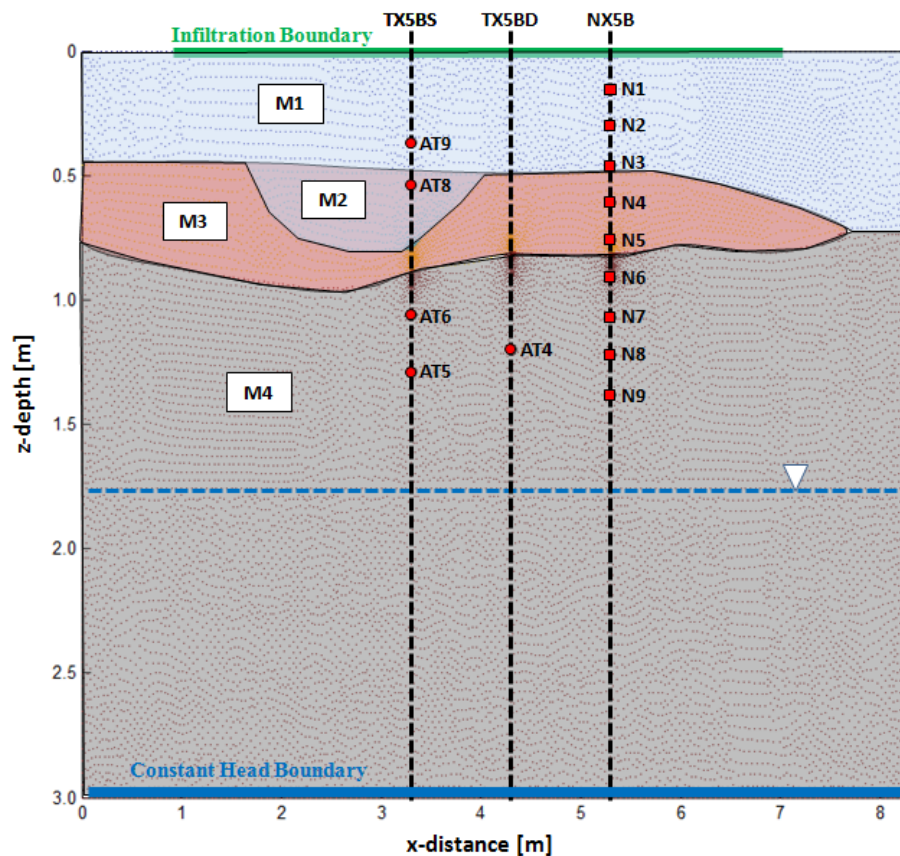 TX5BS TX5BD NX5B
Infiltration Boundary
0
M1
N1
N2
AT9
N3
0.5
AT8
M2
N4
M3
N5
N6
1.0
AT6
N7
AT4
N8
AT5
M4
N9
1.5
z-depth [m]
2.0
2.5
Constant Head Boundary
3.0
0 1 2 3 4 5 6 7 8
x-distance [m]